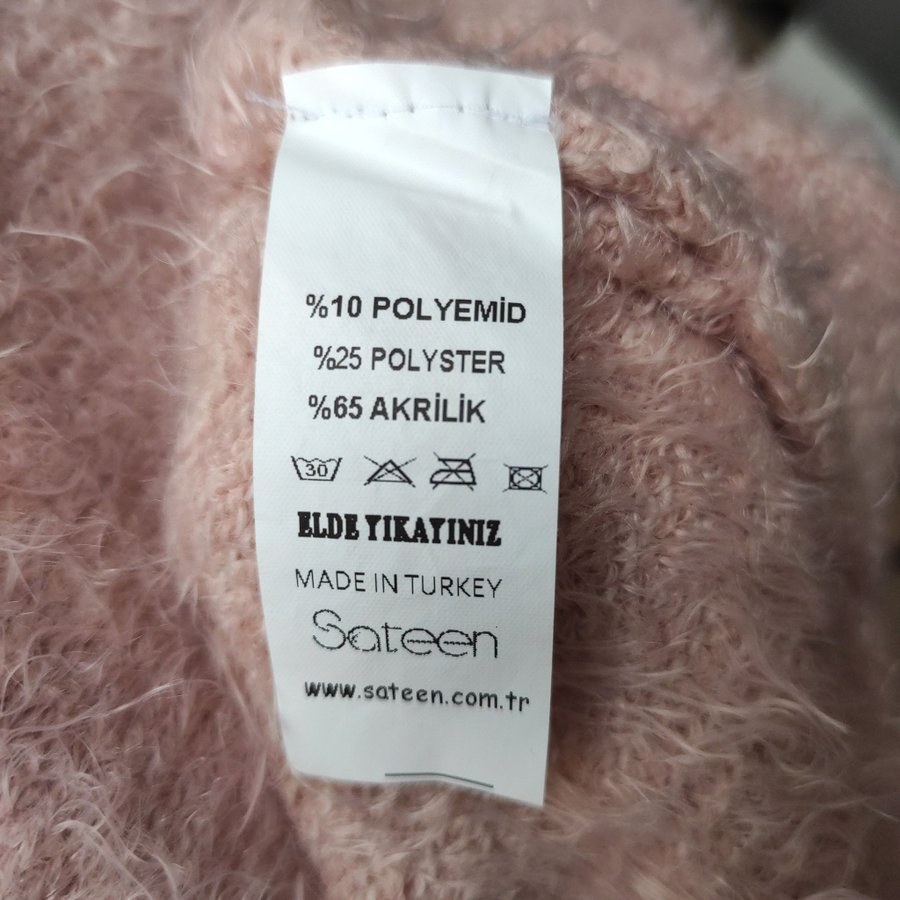 %10 POLYEMİD
%25 POLYSTER
%65 AKRİLİK
30
ELDE YIKAYINIZ
MADE IN TURKEY
Sateen
www.sateen.com.tr